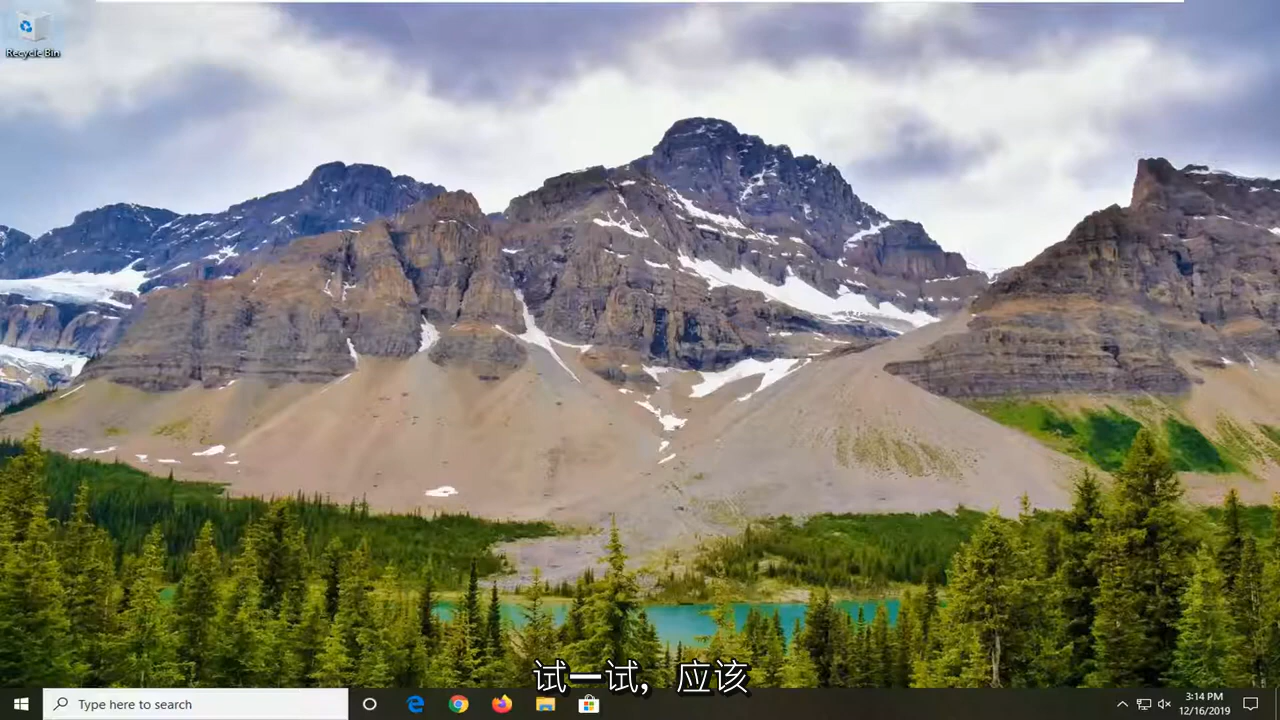 Recycle Bin
试一试，应该
Type here to search
3:14 PM
12/16/2019